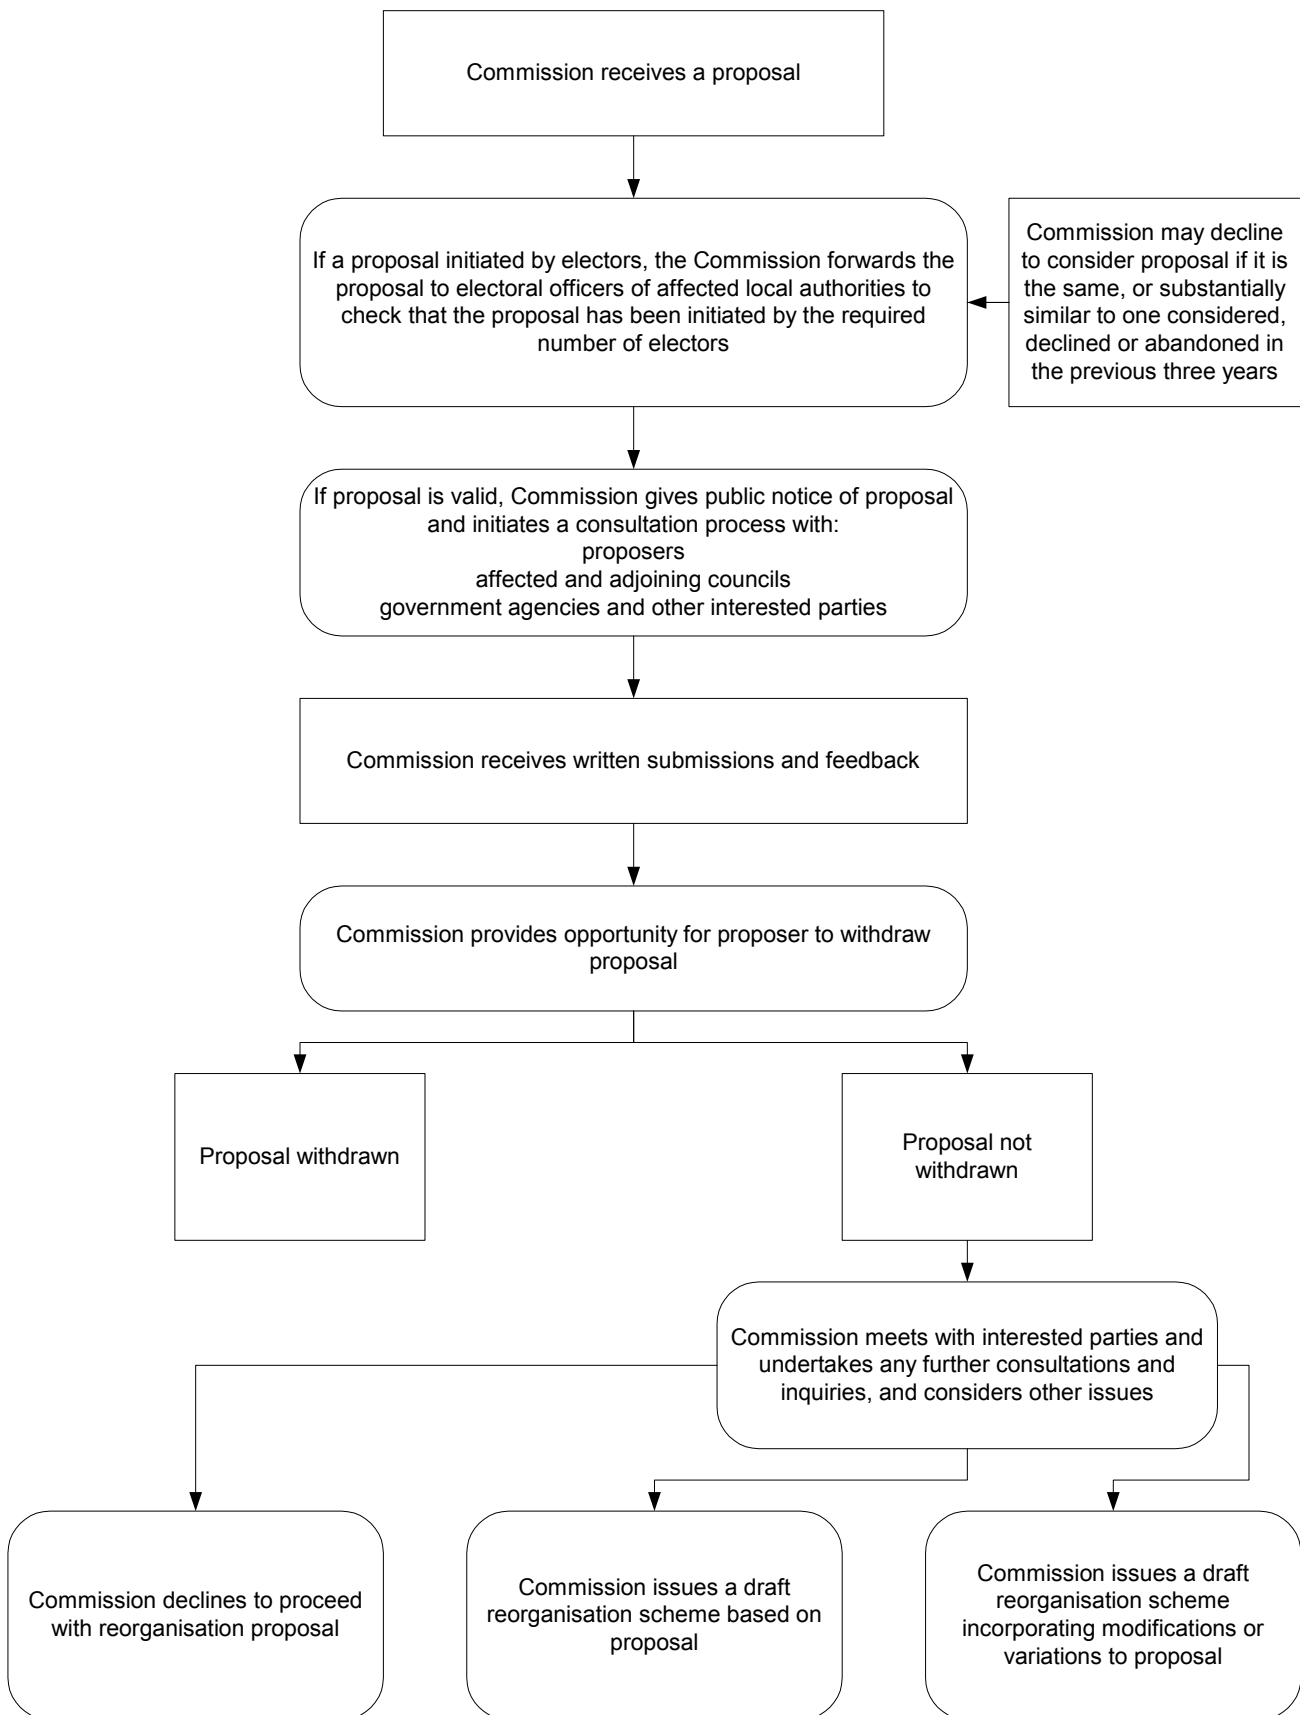 Commission receives a proposal
If a proposal initiated by electors, the Commission forwards the
proposal to electoral officers of affected local authorities to
check that the proposal has been initiated by the required
number of electors
Commission may decline
to consider proposal if it is
the same, or substantially
similar to one considered,
declined or abandoned in
the previous three years
If proposal is valid, Commission gives public notice of proposal
and initiates a consultation process with:
proposers
affected and adjoining councils
government agencies and other interested parties
Commission receives written submissions and feedback
Commission provides opportunity for proposer to withdraw
proposal
Proposal withdrawn
Proposal not
withdrawn
Commission meets with interested parties and
undertakes any further consultations and
inquiries, and considers other issues
Commission declines to proceed
with reorganisation proposal
Commission issues a draft
reorganisation scheme based on
proposal
Commission issues a draft
reorganisation scheme
incorporating modifications or
variations to proposal